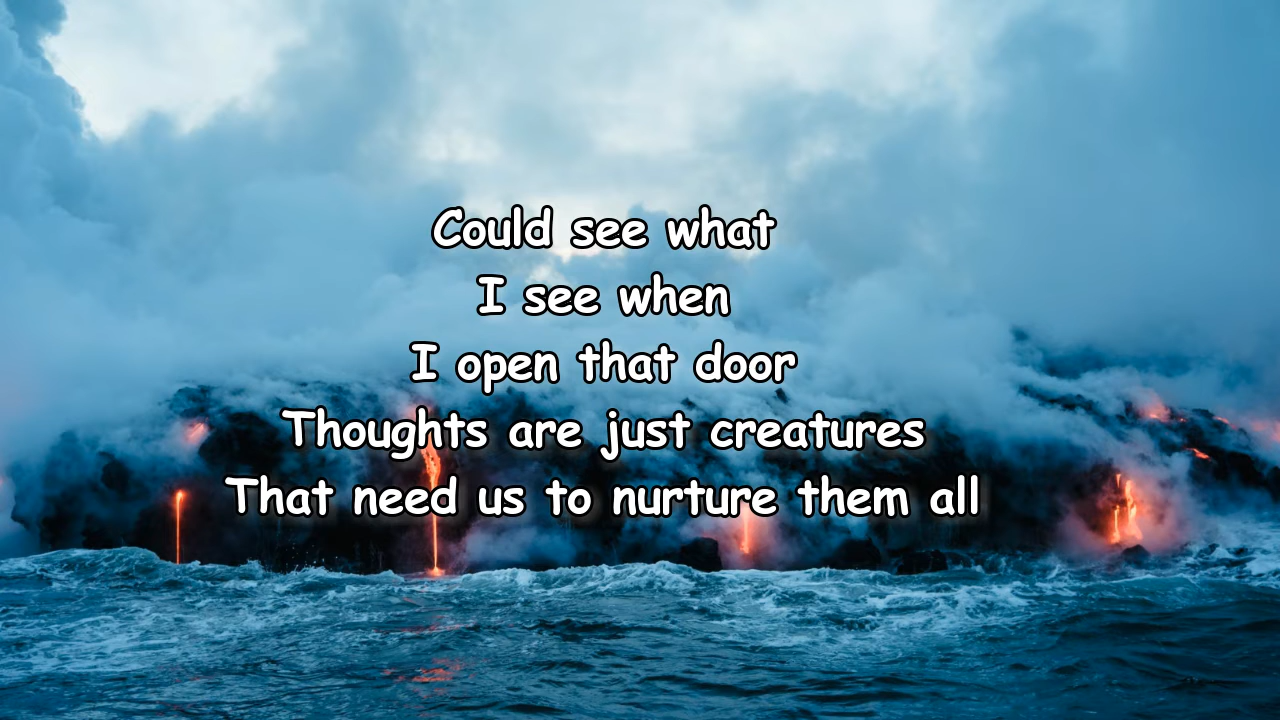 Could see what
I see when
I open that door
Thoughts are just creatures
That need us to nurture them all